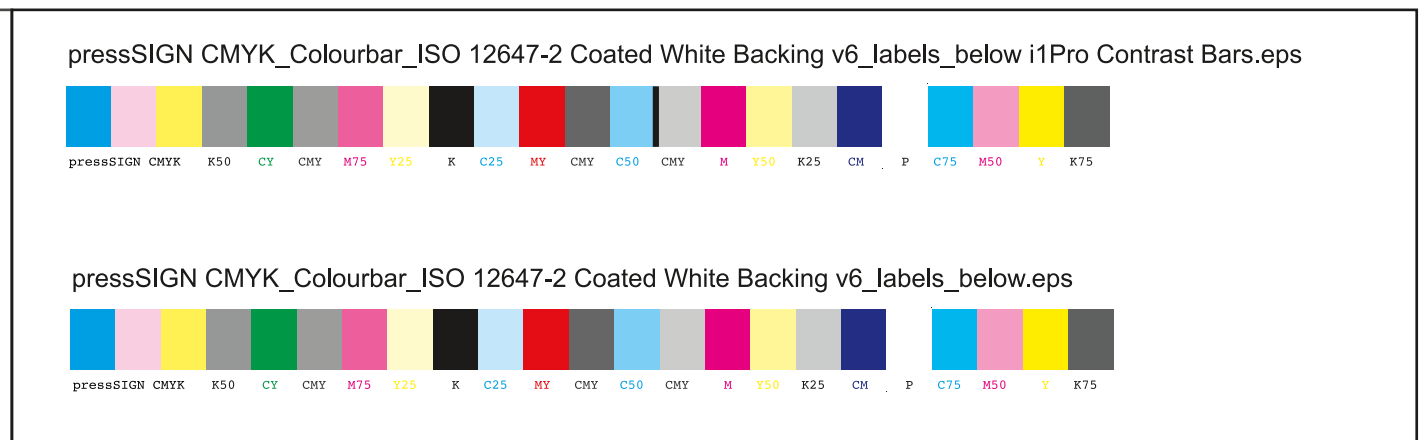 pressSIGN CMYK_Colourbar_ISO 12647-2 Coated White Backing v6_labels_below i1Pro Contrast Bars.eps
pressSIGN CMYK K50 CY CMY M75 Y25 K C25 MY CMY C50 CMY M Y50 K25 CM P C75 M50 Y K75
pressSIGN CMYK_Colourbar_ISO 12647-2 Coated White Backing v6_labels_below.eps
pressSIGN CMYK K50 CY CMY M75 Y25 K C25 MY CMY C50 CMY M Y50 K25 CM P C75 M50 Y K75